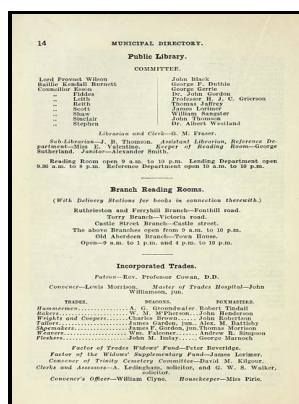 14 MUNICIPAL DIRECTORY.
Public Library.
COMMITTEE.
Lord Provost Wilson John Black
Baillie Kendall Burnett George F. Duthie
Councillor Esson George Gerrie
„ Fiddes Dr. John Gordon
„ Leith Professor H. J. C. Grierson
„ Reith Thomas Jaffrey
„ Scott James Lorimer
„ Shaw William Sangster
„ Sinclair John Thomson
„ Stephen Dr. Albert Westland
Librarian and Clerk—G. M. Fraser.
Sub-Librarian—J. B. Thomson. Assistant Librarian, Reference De-
partment—Miss E. Valentine. Keeper of Reading Room—George
Sutherland. Janitor—Alexander Smith.
Reading Room open 9 a.m. to 10 p.m. Lending Department open
9.30 a.m. to 8 p.m. Reference Department open 10 a.m. to 10 p.m.
Branch Reading Rooms.
(With Delivery Stations for books in connection therewith.)
Ruthrieston and Ferryhill Branch—Fonthill road.
Torry Branch—Victoria road.
Castle Street Branch—Castle street.
The above Branches open from 9 a.m. to 10 p.m.
Old Aberdeen Branch—Town House.
Open—9 a.m. to 1 p.m. and 4 p.m. to 10 p.m.
Incorporated Trades.
Patron—Rev. Professor Cowan, D.D.
Convener—Lewis Morrison, Master of Trades Hospital—John
Williamson, jun.
TRADES. DEACONS. BOXMASTERS.
Hammermen A. G. Groundwater Robert Tindall
Bakers W. M. M'Pherson John Henderson
Wrights and Coopers Charles Brown John Robertson
Tailors James Garden, jun. Alex. M. Battisby
Shoemakers James F. Gordon, jun. Thomas Morrison
Weavers Wm. Falconer Andrew R. Simpson
Fleshers John M. Imlay George Marnoch
Factor of Trades Widows' Fund—Peter Beveridge.
Factor of the Widows' Supplementary Fund—James Lorimer.
Convener of Trinity Cemetery Committee—David M. Kilgour.
Clerks and Assessors—A. Ledingham, solicitor, and G. W. S. Walker,
solicitor.
Convener's Officer—William Clyne. Housekeeper—Miss Pirie.